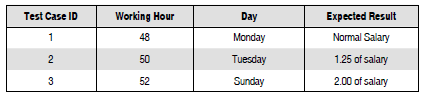 Test Case ID Working Hour Day Expected Result
1 48 Monday Normal Salary
2 50 Tuesday 1.25 of salary
3 52 Sunday 2.00 of salary